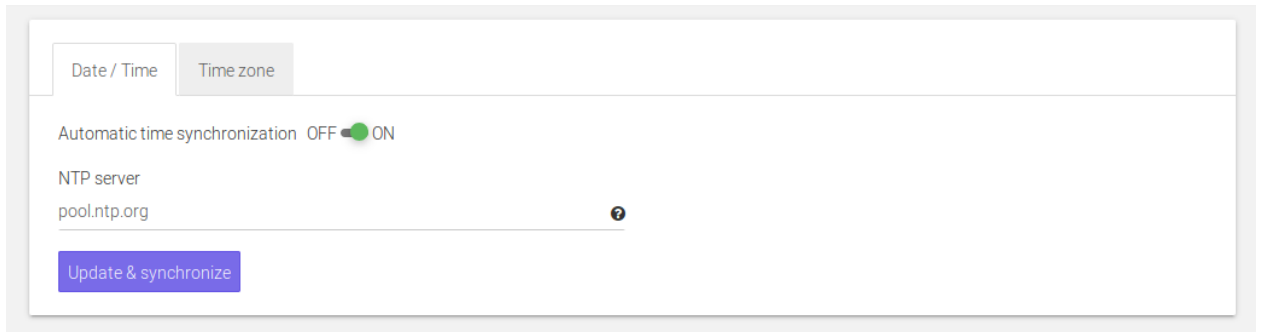 Date / Time Time zone
Automatic time synchronization OFF ON
NTP server
pool.ntp.org ?
Update & synchronize